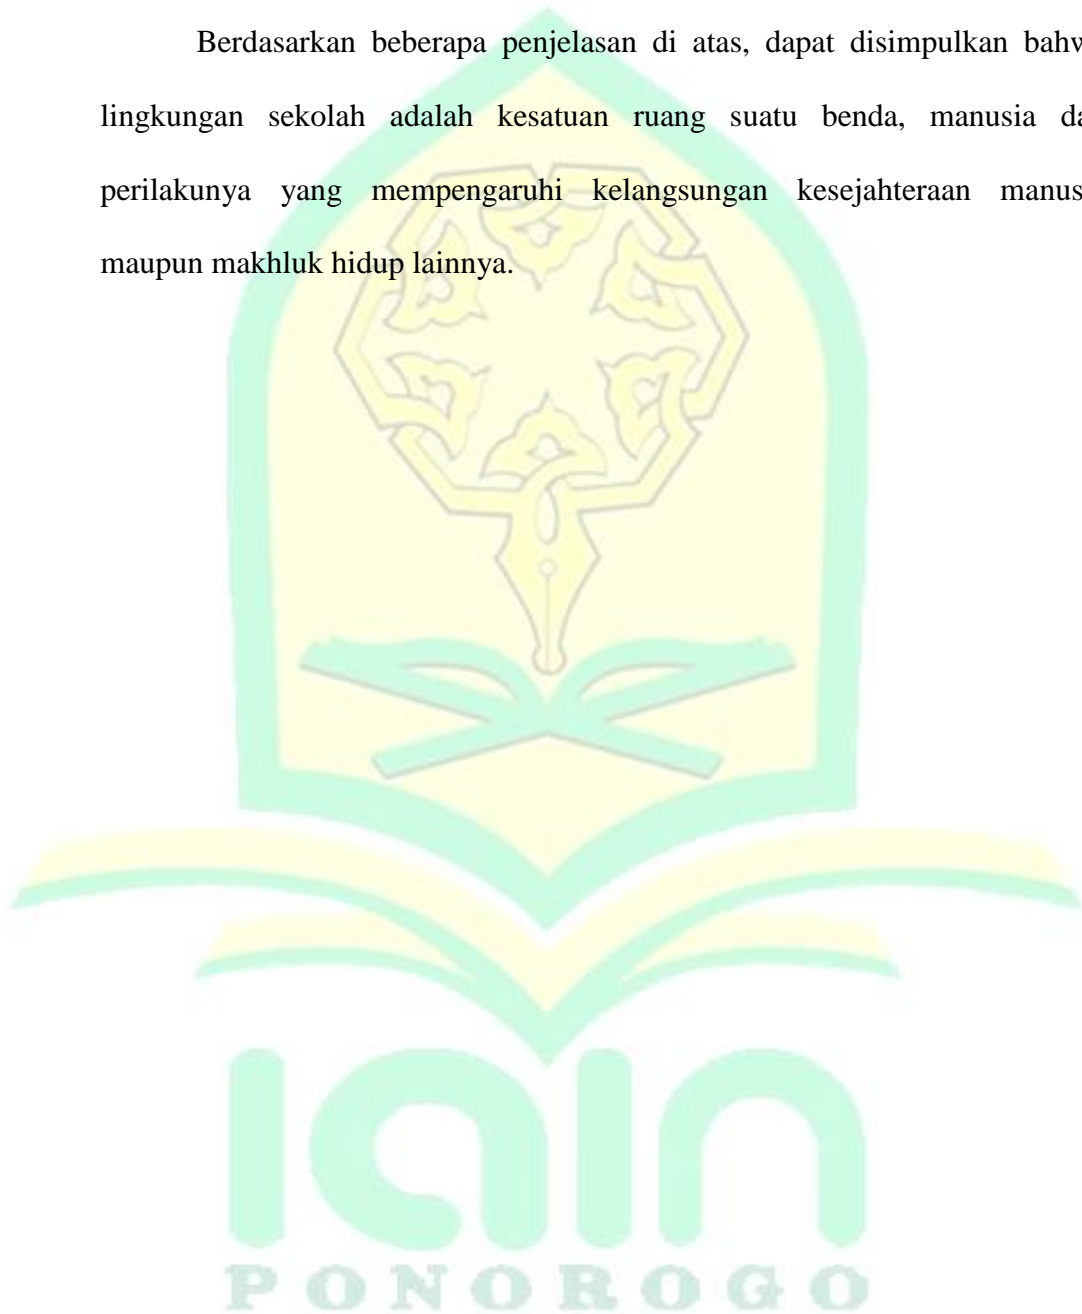 Berdasarkan beberapa penjelasan di atas, dapat disimpulkan bahw
lingkungan sekolah adalah kesatuan ruang suatu benda, manusia da
perilakunya yang mempengaruhi kelangsungan kesejahteraan manus
maupun makhluk hidup lainnya.
iain
PONOROGO